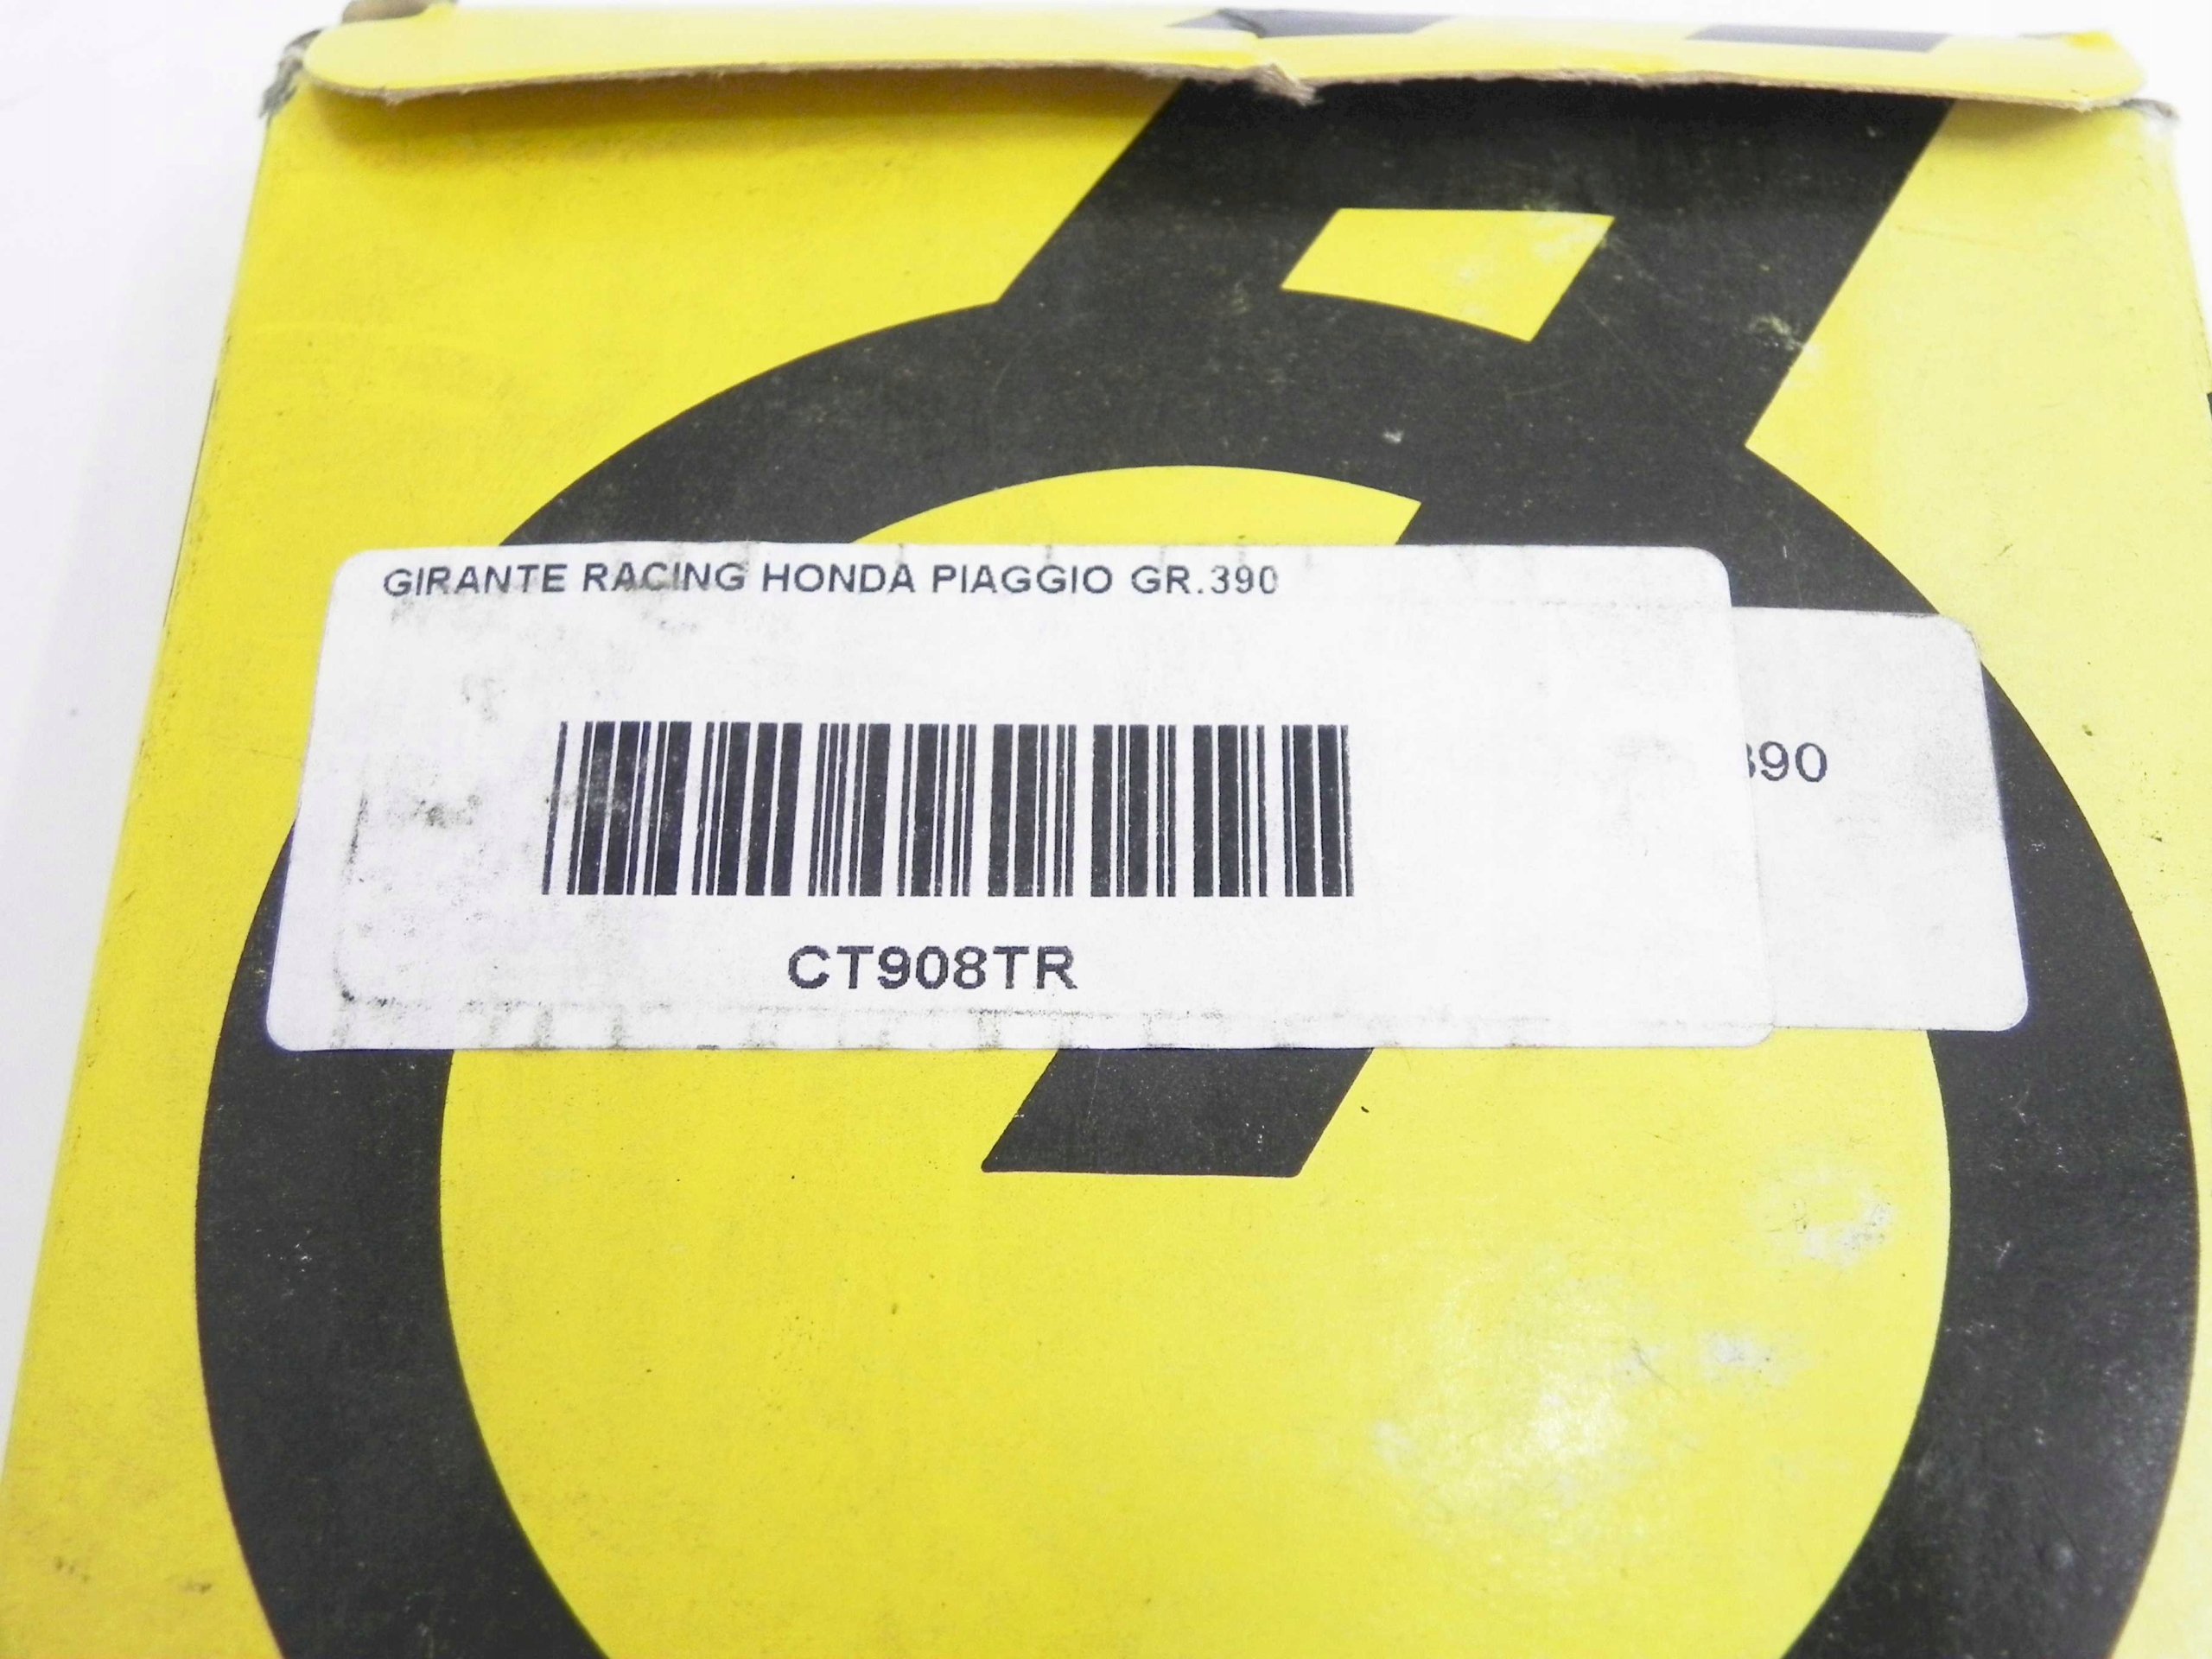 GIRANTE RACING HONDA PIAGGIO GR.390
390
CT908TR